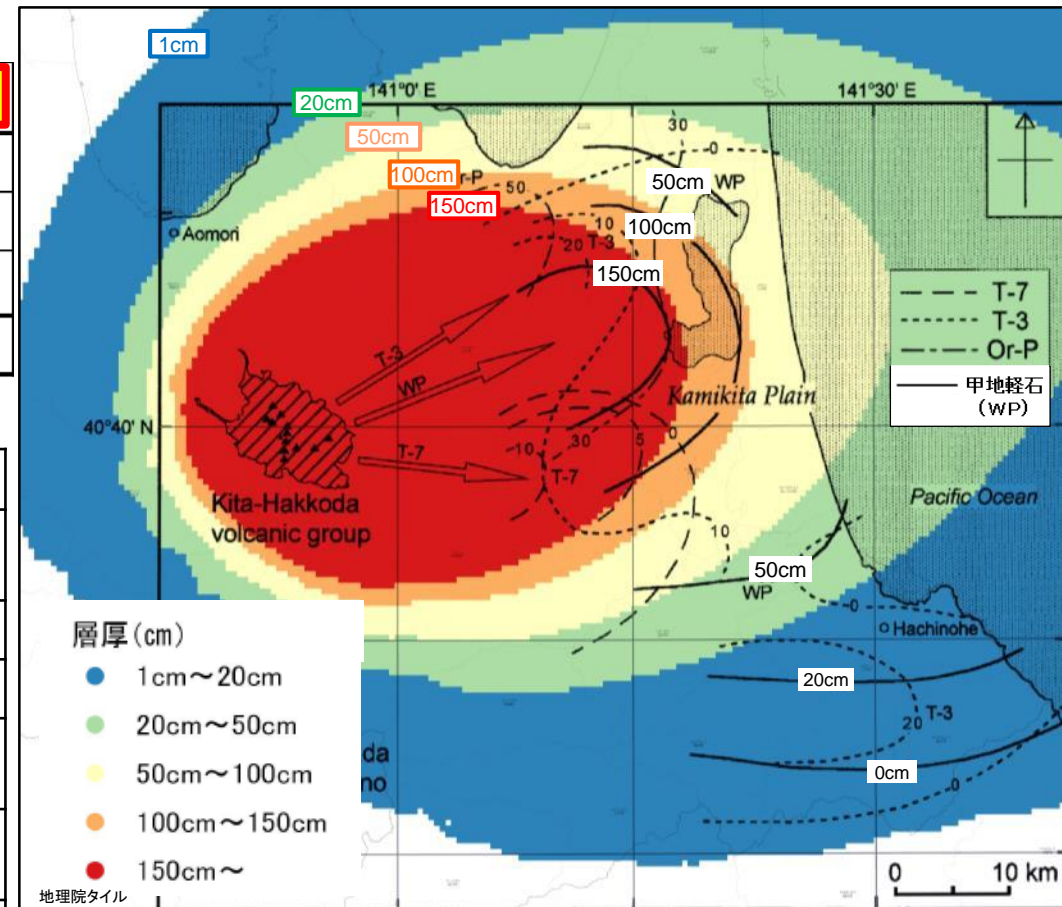 1cm
20cm
141°0′ E
141°30′ E
50cm
30
0
100cm
r-P
50
50cm
WP
150cm
10
100cm
Aomori
20
T-3
150cm
T-7
T-3
Or-P
甲地軽石
(WP)
T-3
WP
Kamikita Plain
40°40′ N
T-7
10
30
5
0
T-7
Pacific Ocean
Kita-Hakkoda
volcanic group
10
50cm
WP
0
Hachinohe
層厚(cm)
1cm～20cm
20cm
20cm～50cm
20
T-3
da
no
0cm
0
50cm～100cm
100cm～150cm
150cm～
0
10 km
地理院タイル